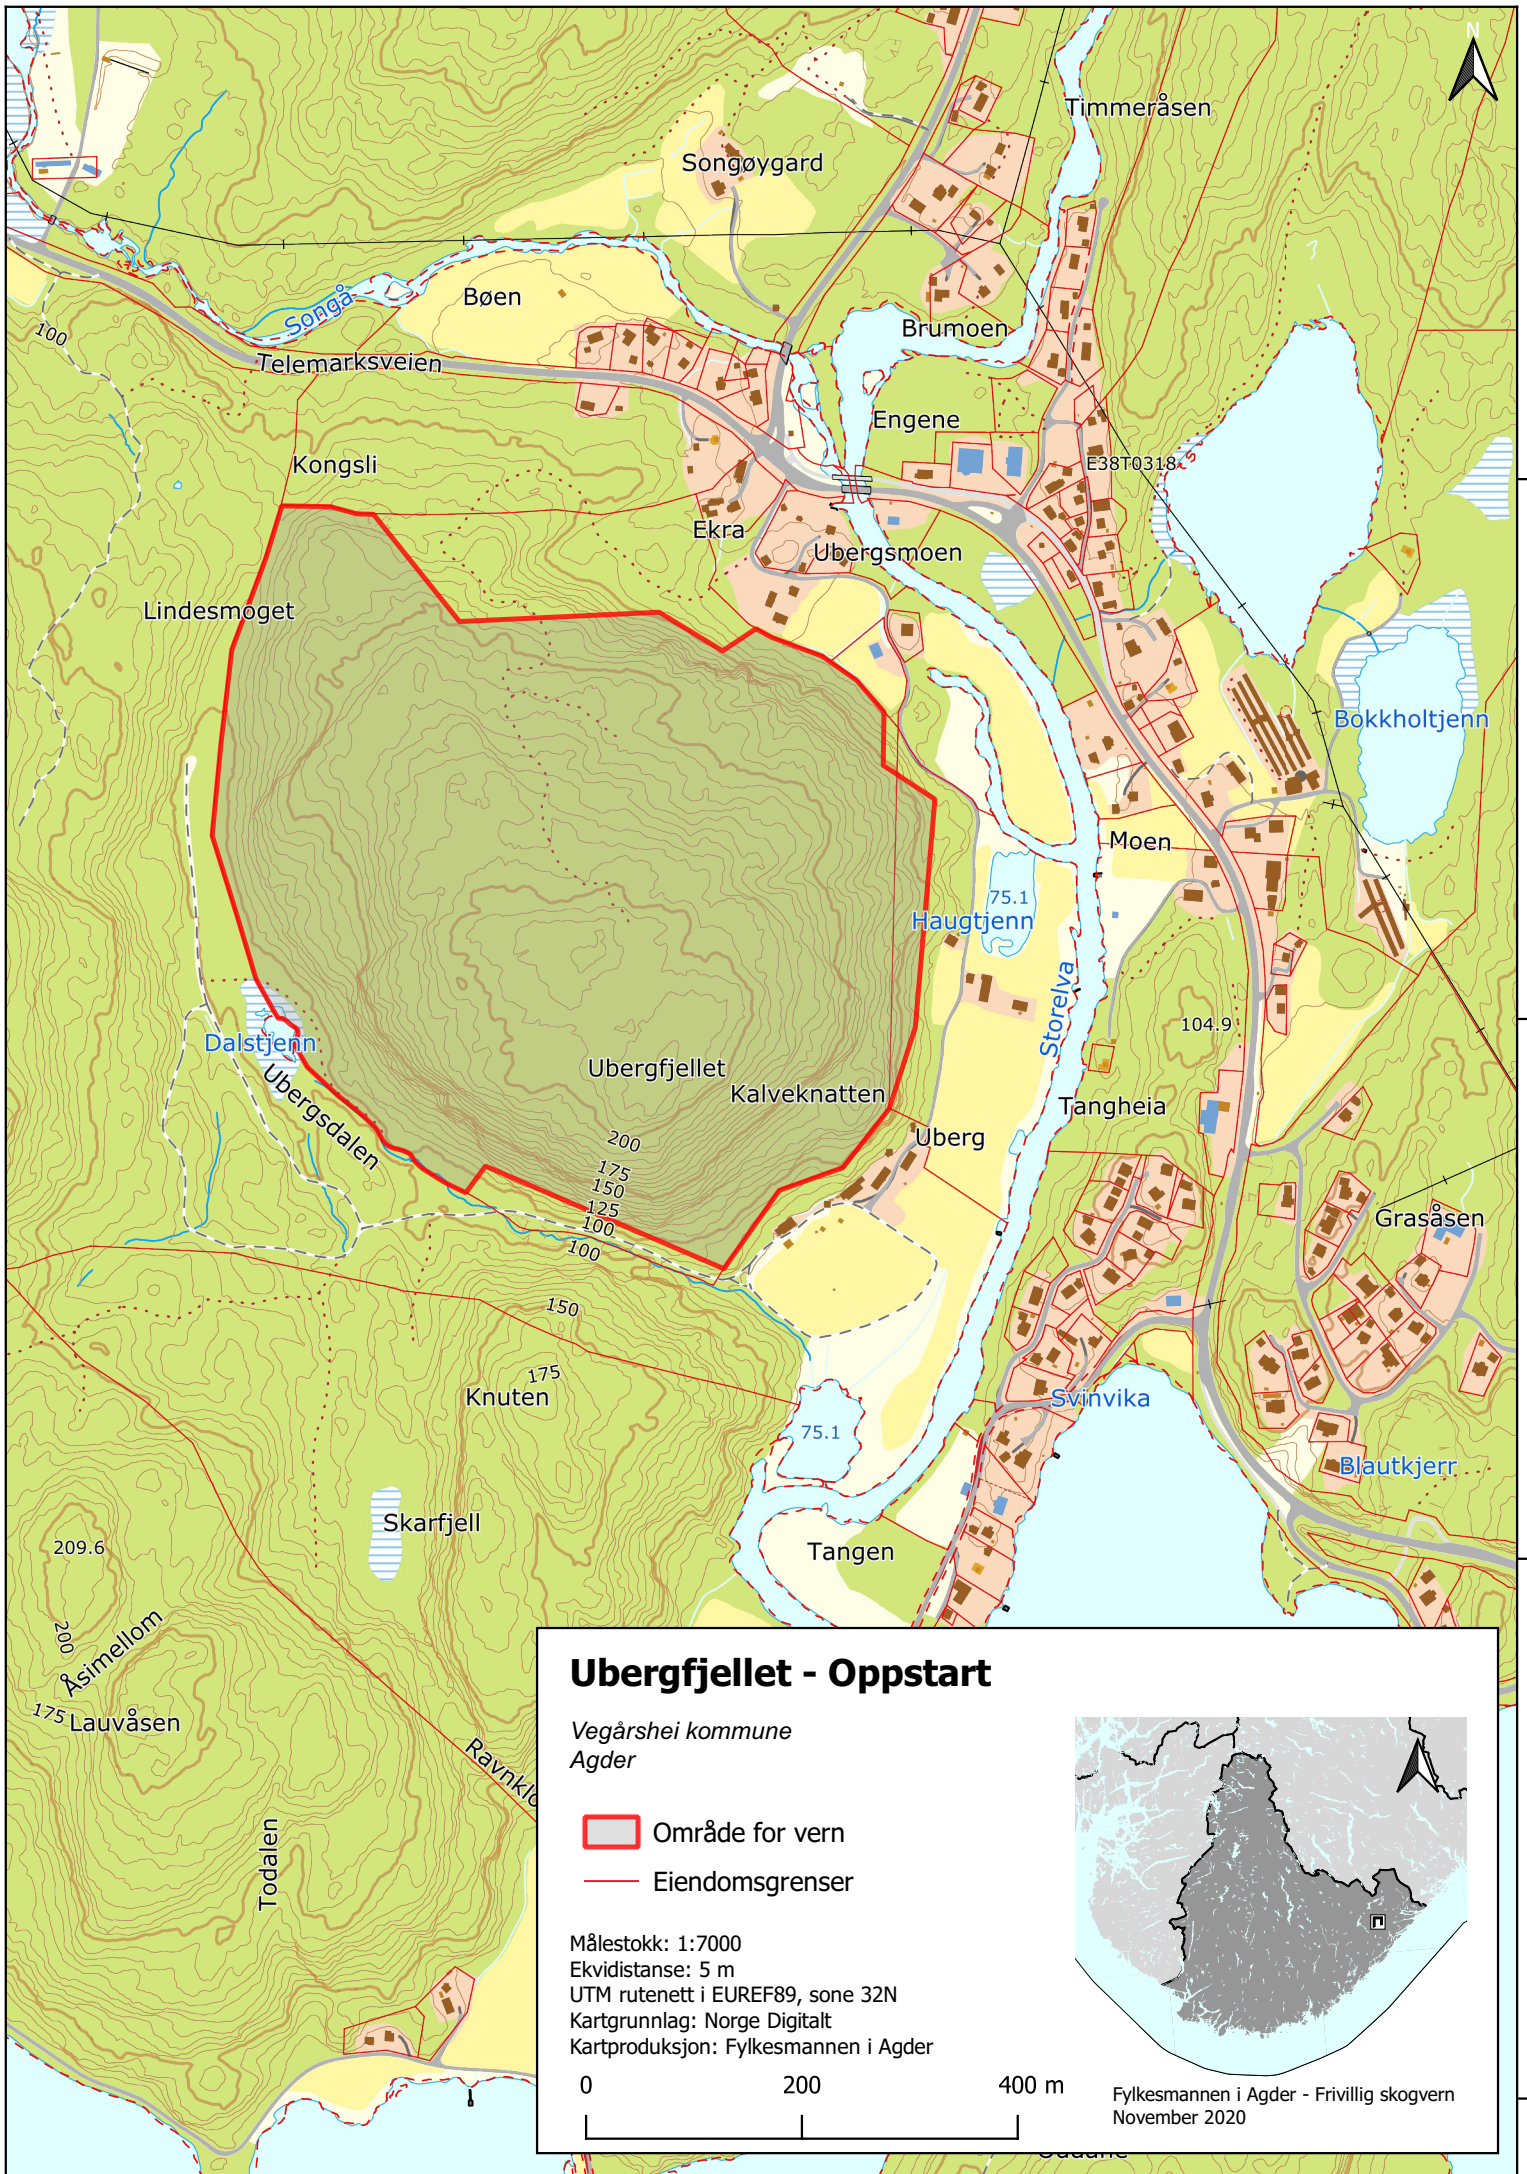 N
Timmeråsen
Songøygard
Bøen
Songå
Brumoen
100
Telemarksveien
Engene
Kongsli
E38T0318
Ekra
Ubergsmoen
Lindesmoget
Bokkholtjenn
Moen
75.1
Haugtjenn
Storelva
104.9
Dalstjenn
Ubergsdalen
Ubergfjellet
Kalveknatten
Tangheia
Uberg
200
175
150
125
100
100
Grasåsen
150
175
Knuten
Svinvika
75.1
Blautkjerr
Skarfjell
209.6
Tangen
200
Åsimellom
175
Lauvåsen
Todalen
Ubergfjellet - Oppstart
Vegårshei kommune
Agder
Område for vern
Eiendomsgrenser
Målestokk: 1:7000
Ekvidistanse: 5 m
UTM rutenett i EUREF89, sone 32N
Kartgrunnlag: Norge Digitalt
Kartproduksjon: Fylkesmannen i Agder
0 200 400 m
Fylkesmannen i Agder - Frivillig skogvern
November 2020